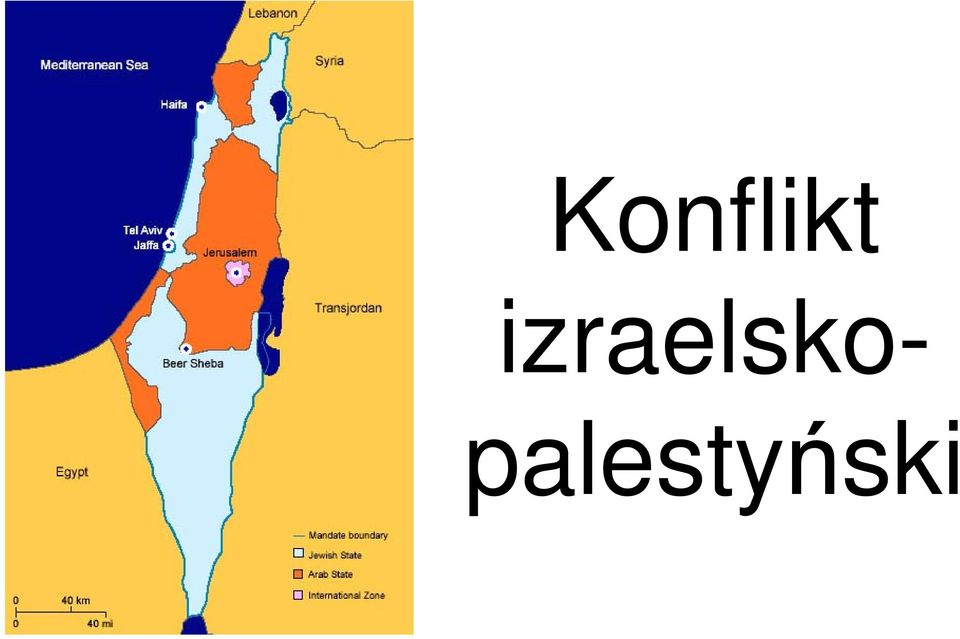 Lebanon
Mediterranean Sea
Syria
Haifa
Tel Aviv
Jaffa
Jerusalem
Transjordan
Beer Sheba
Egypt
Mandate boundary
Jewish State
Arab State
International Zone
0 40 km
0 40 mi
Konflikt
izraelsko-
palestyński